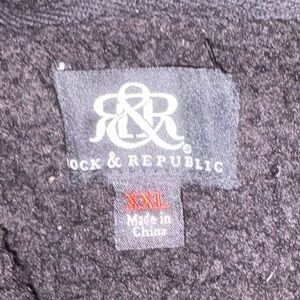 R&R
®
ROCK & REPUBLIC
XXL
Made in
China